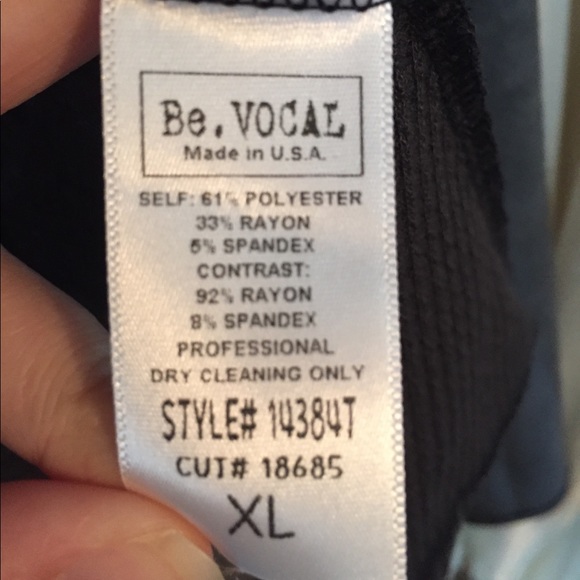 Be. VOCAL
Made in U.S.A.
SELF: 61% POLYESTER
33% RAYON
6% SPANDEX
CONTRAST:
92% RAYON
8% SPANDEX
PROFESSIONAL
DRY CLEANING ONLY
STYLE# 14384T
CUT# 18685
XL